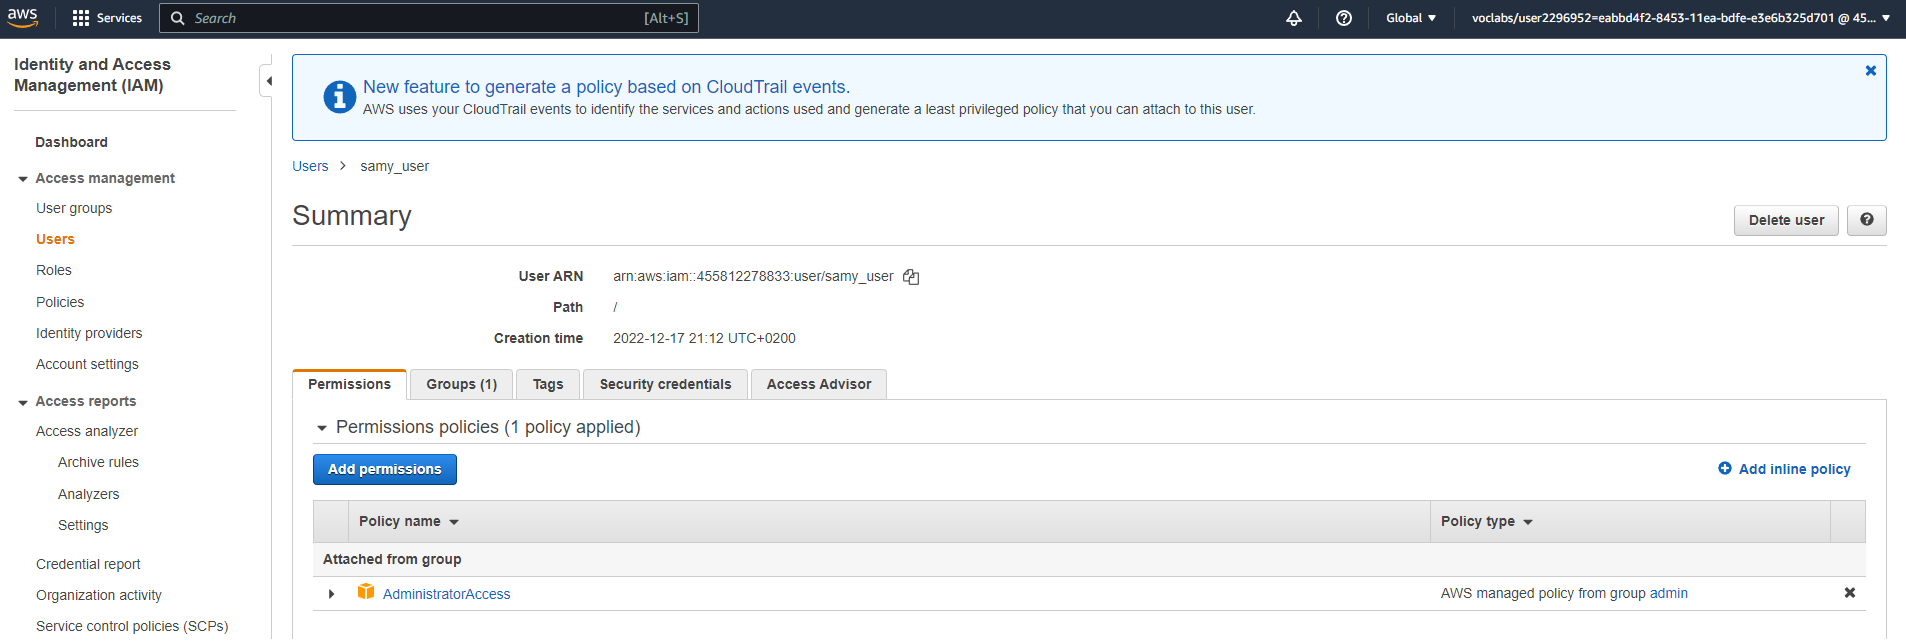 aws
Services
Search
[Alt+S]
Global
voclabs/user2296952=eabbd4f2-8453-11ea-bdfe-e3e6b325d701 @ 45...
Identity and Access
Management (IAM)
Dashboard
Access management
User groups
Users
Roles
Policies
Identity providers
Account settings
Access reports
Access analyzer
Archive rules
Analyzers
Settings
Credential report
Organization activity
Service control policies (SCPs)
New feature to generate a policy based on CloudTrail events.
AWS uses your CloudTrail events to identify the services and actions used and generate a least privileged policy that you can attach to this user.
Users > samy_user
Summary
Delete user
User ARN arn:aws:iam::455812278833:user/samy_user
Path /
Creation time 2022-12-17 21:12 UTC+0200
Permissions Groups (1) Tags Security credentials Access Advisor
Permissions policies (1 policy applied)
Add permissions
Add inline policy
Policy name Policy type
Attached from group
AdministratorAccess AWS managed policy from group admin